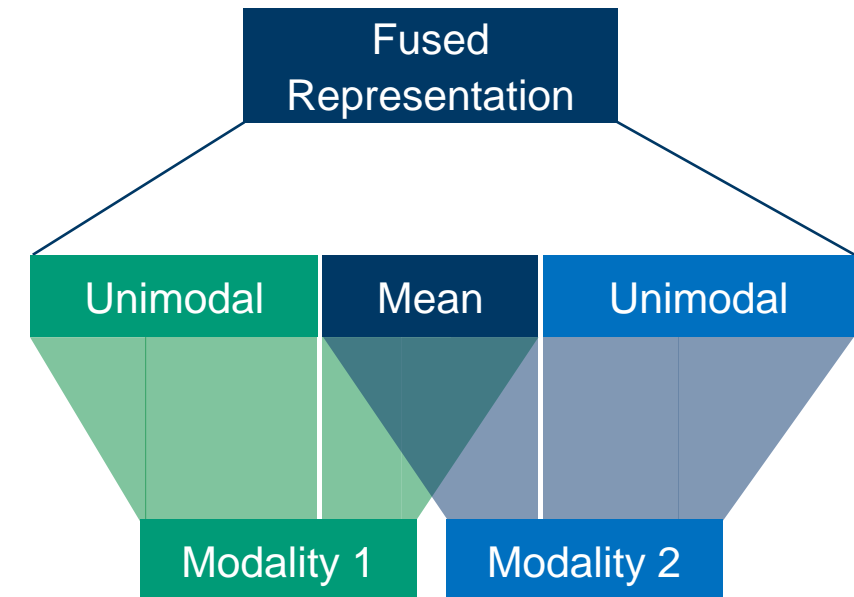 Fused
Representation
Unimodal
Mean
Unimodal
Modality 1
Modality 2